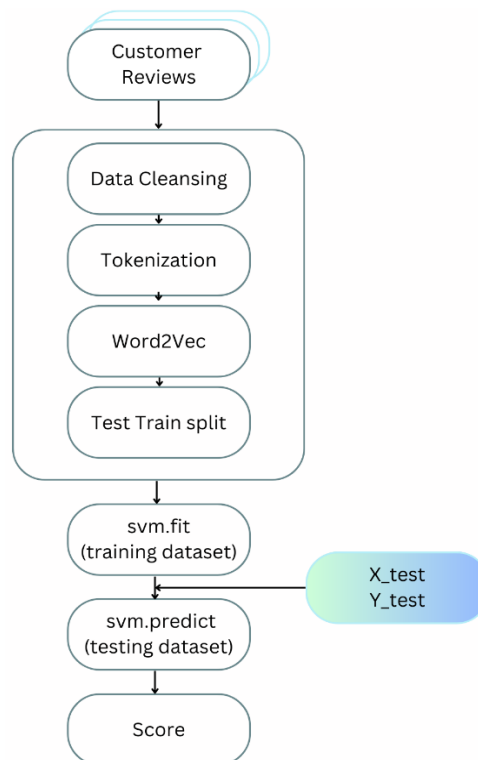 Customer
Reviews
Data Cleansing
Tokenization
Word2Vec
Test Train split
svm.fit
(training dataset)
X_test
Y_test
svm.predict
(testing dataset)
Score